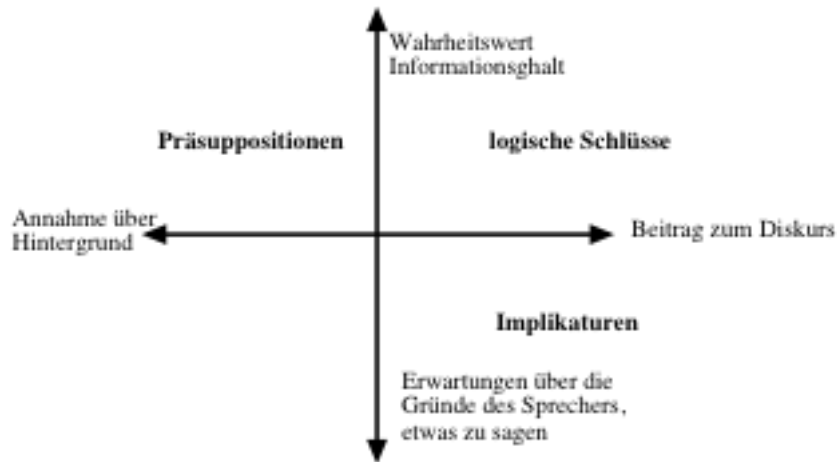 Wahrheitswert
Informationsghalt
Präsuppositionen
logische Schlüsse
Annahme über
Hintergrund
Beitrag zum Diskurs
Implikaturen
Erwartungen über die
Gründe des Sprechers,
etwas zu sagen